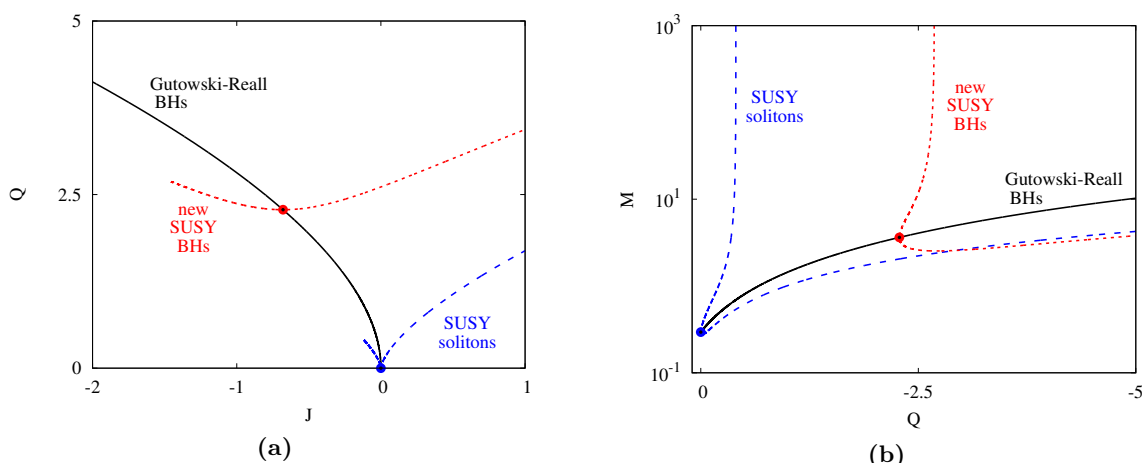 5
2.5
0
Q
-2
-1
0
1
J
Gutowski-Reall
BHs
new
SUSY
BHs
SUSY
solitons
(a)
10^3
10^1
10^-1
M
0
-2.5
-5
Q
SUSY
solitons
new
SUSY
BHs
Gutowski-Reall
BHs
(b)